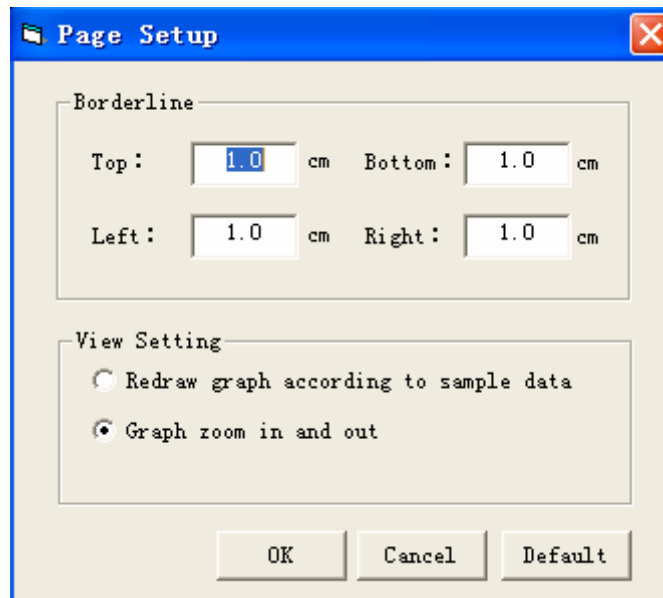 Page Setup
Borderline
Top: 1.0 cm Bottom: 1.0 cm
Left: 1.0 cm Right: 1.0 cm
View Setting
Redraw graph according to sample data
Graph zoom in and out
OK Cancel Default